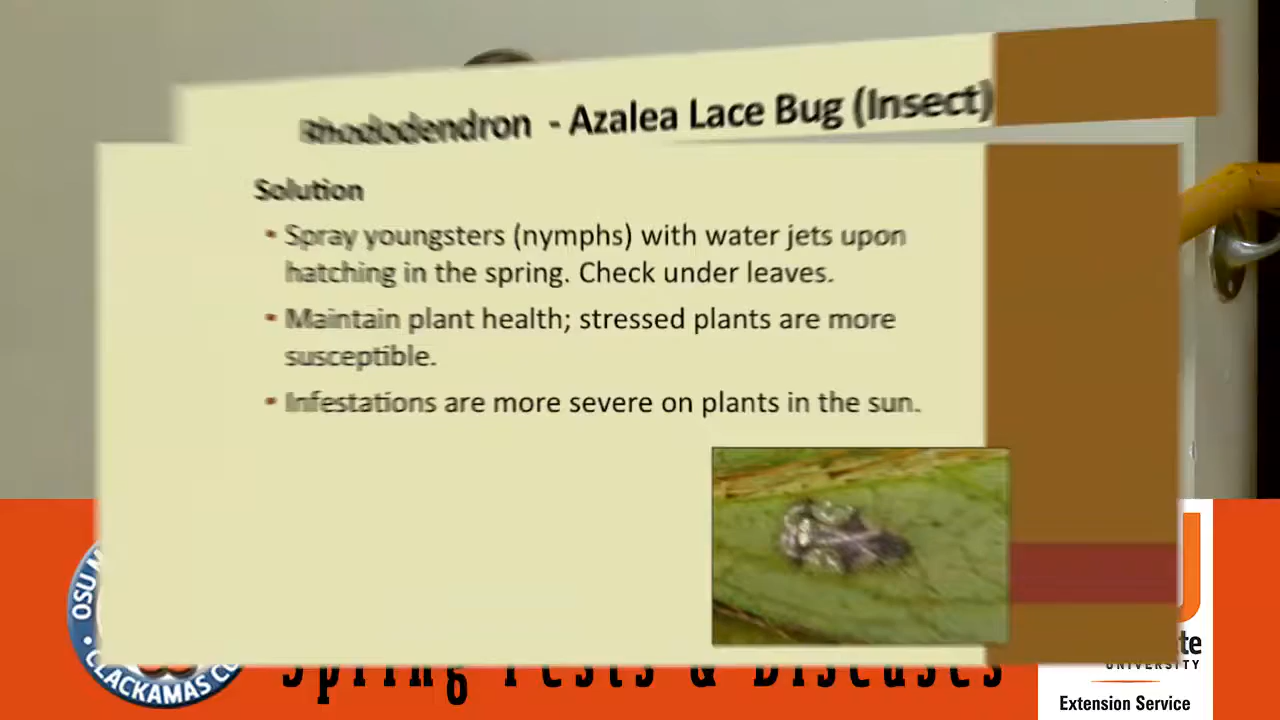 Rhododendron - Azalea Lace Bug (Insect)
Solution
• Spray youngsters (nymphs) with water jets upon
hatching in the spring. Check under leaves.
• Maintain plant health; stressed plants are more
susceptible.
• Infestations are more severe on plants in the sun.
OSU M
• CLACKAMAS CO
Spring Pests & Diseases
te
UNIVERSITY
Extension Service